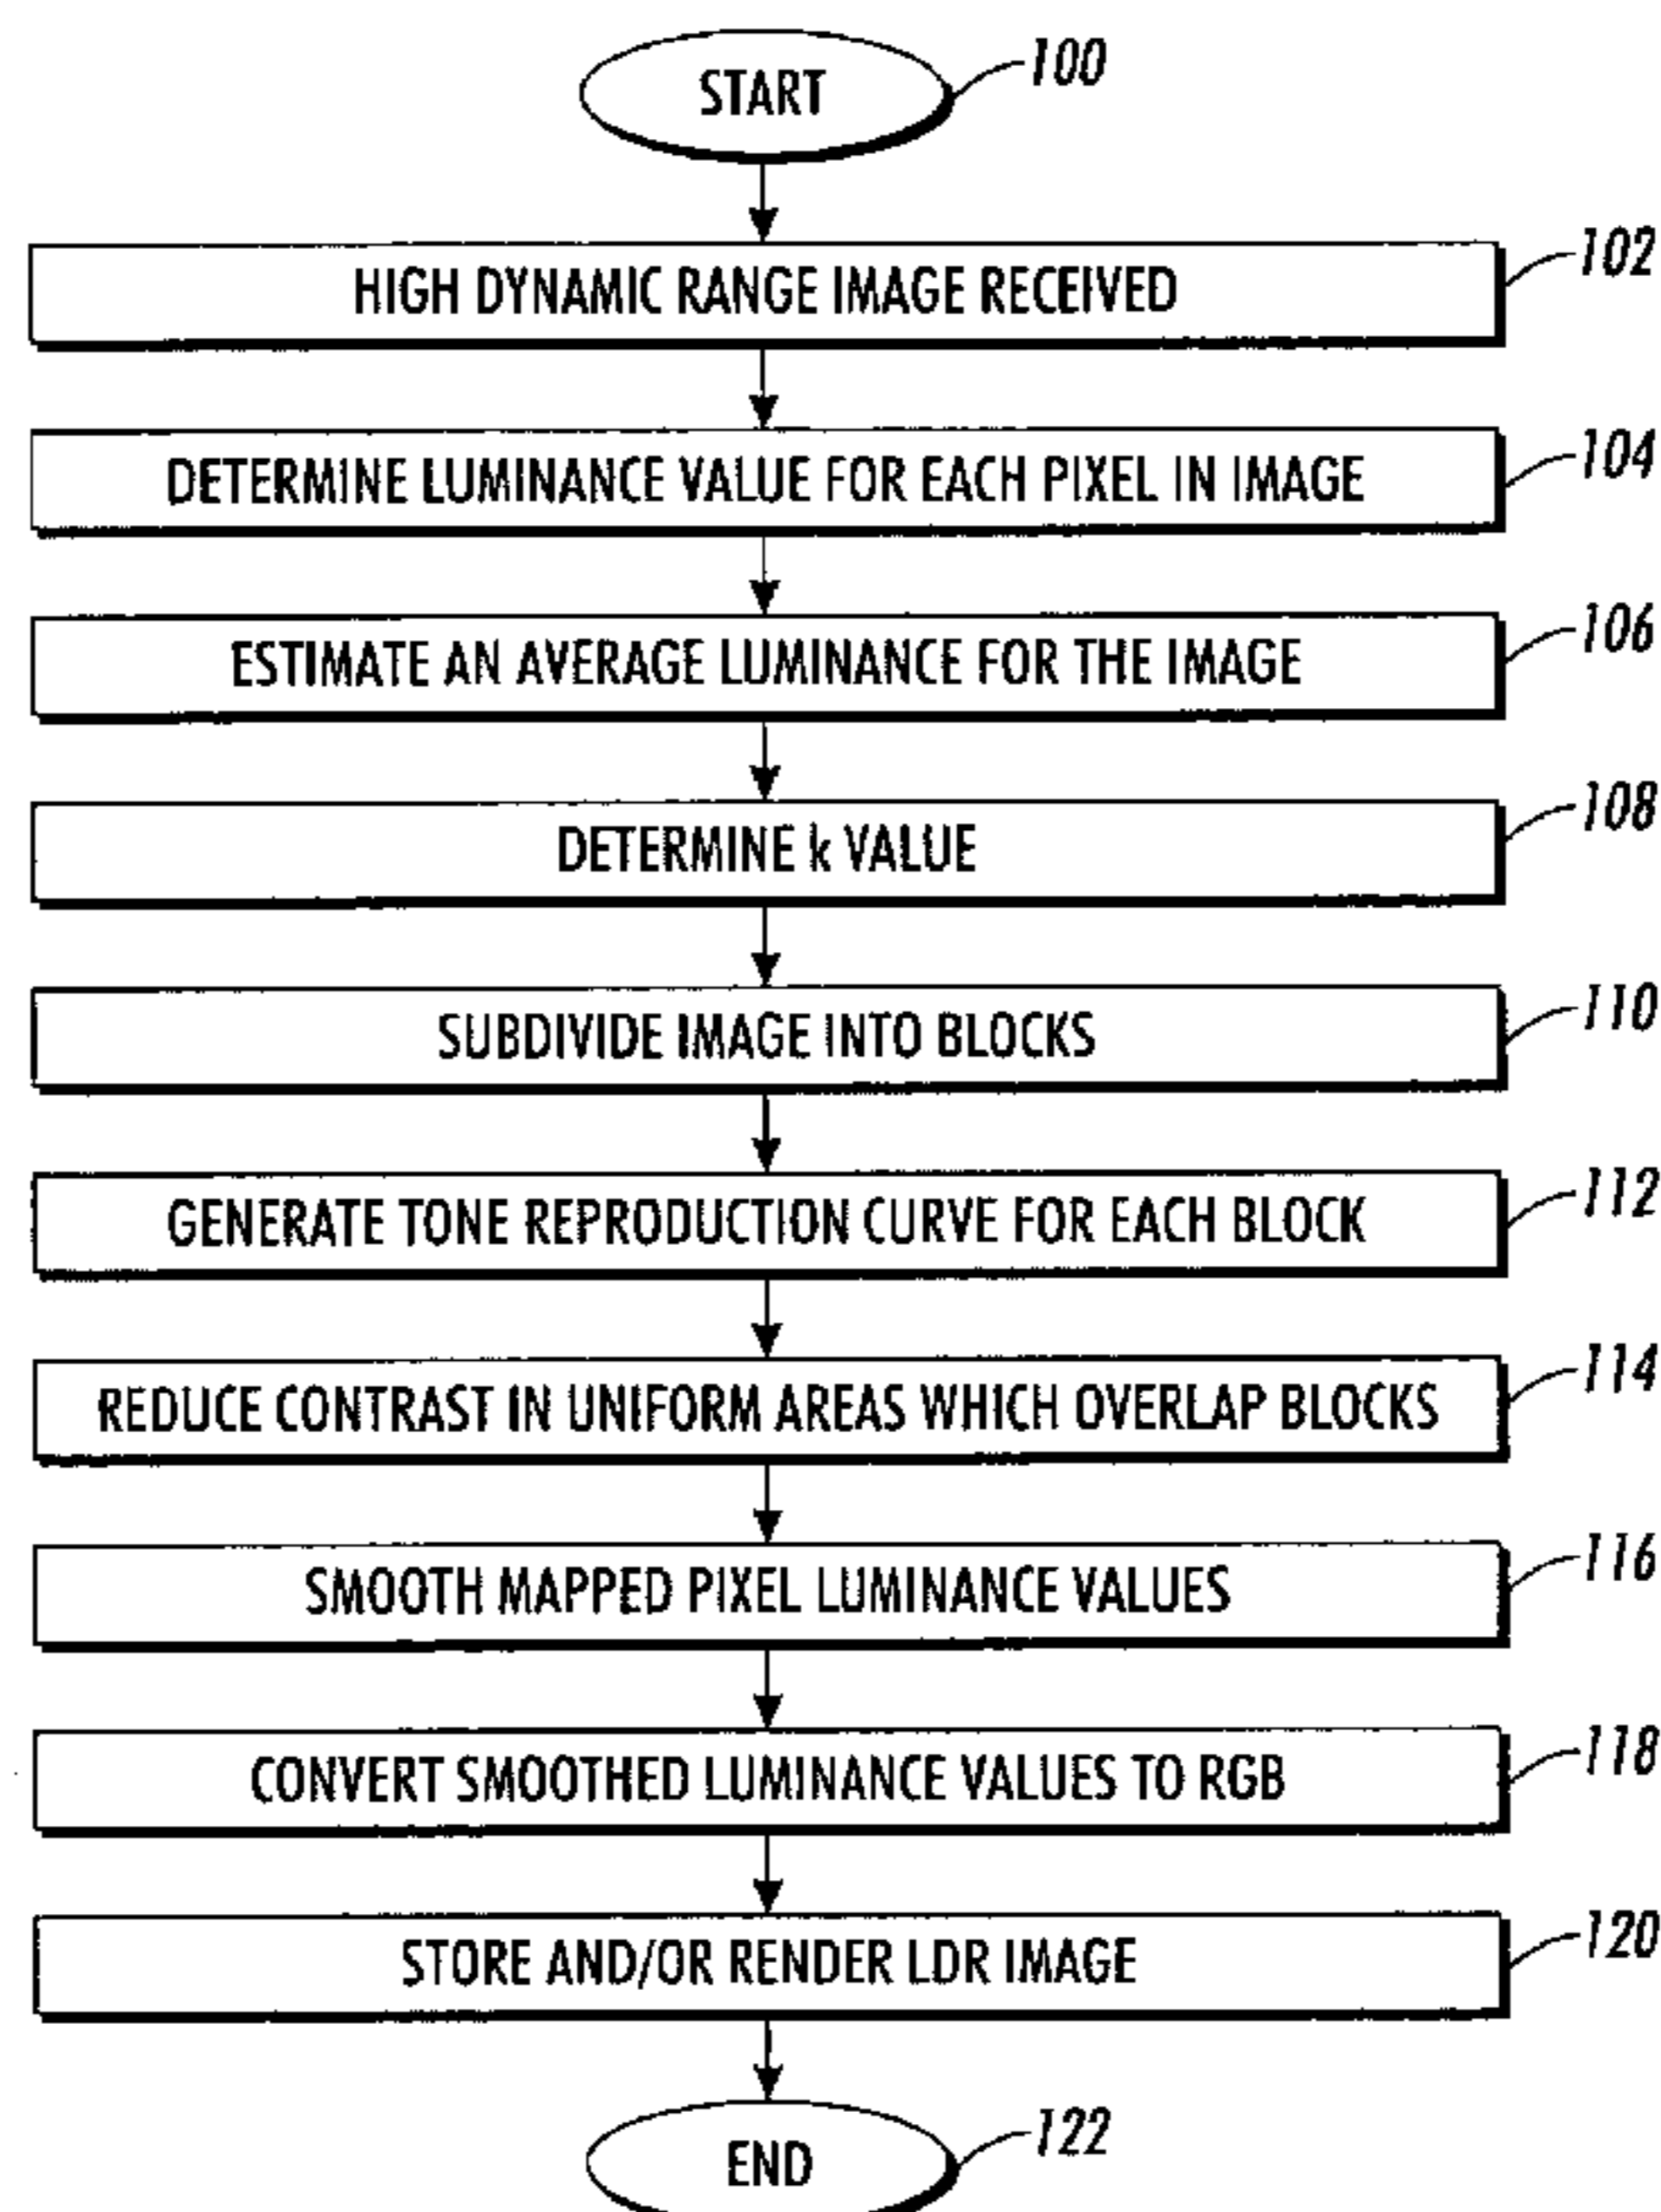 START
100
HIGH DYNAMIC RANGE IMAGE RECEIVED
102
DETERMINE LUMINANCE VALUE FOR EACH PIXEL IN IMAGE
104
ESTIMATE AN AVERAGE LUMINANCE FOR THE IMAGE
106
DETERMINE k VALUE
108
SUBDIVIDE IMAGE INTO BLOCKS
110
GENERATE TONE REPRODUCTION CURVE FOR EACH BLOCK
112
REDUCE CONTRAST IN UNIFORM AREAS WHICH OVERLAP BLOCKS
114
SMOOTH MAPPED PIXEL LUMINANCE VALUES
116
CONVERT SMOOTHED LUMINANCE VALUES TO RGB
118
STORE AND/OR RENDER LDR IMAGE
120
END
122